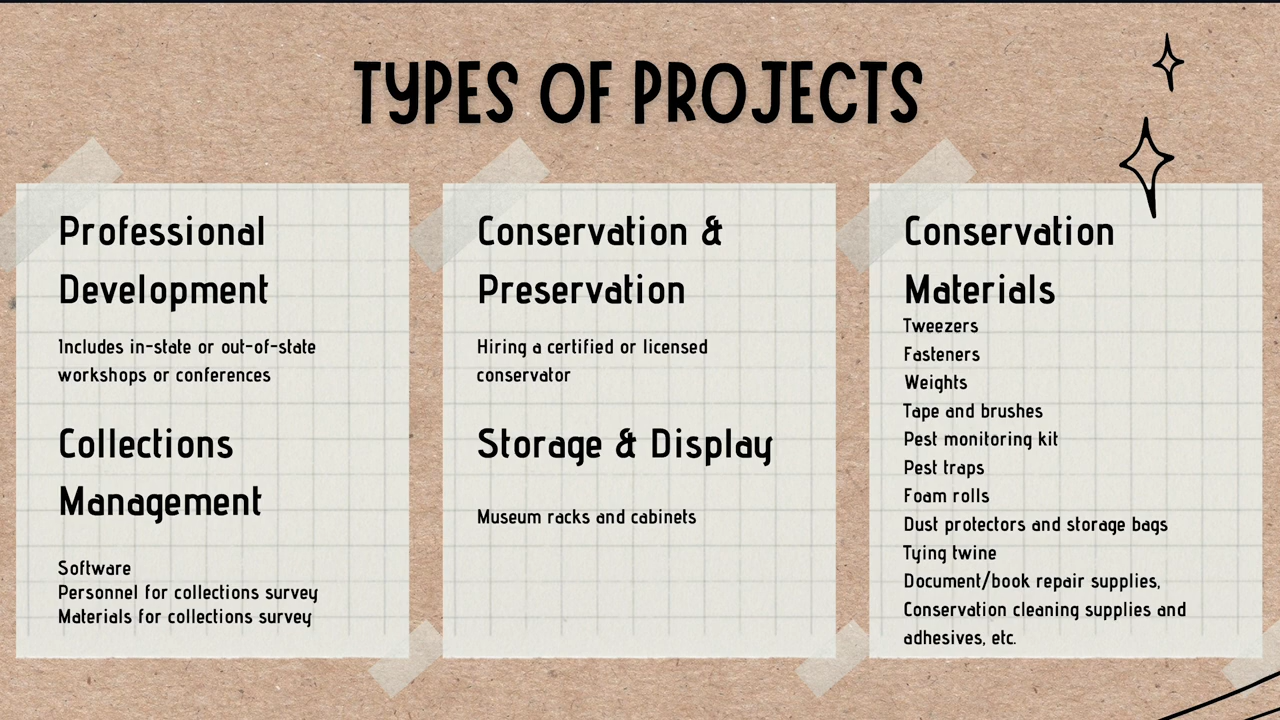 TYPES OF PROJECTS
Professional
Development
Includes in-state or out-of-state
workshops or conferences
Collections
Management
Software
Personnel for collections survey
Materials for collections survey
Conservation &
Preservation
Hiring a certified or licensed
conservator
Storage & Display
Museum racks and cabinets
Conservation
Materials
Tweezers
Fasteners
Weights
Tape and brushes
Pest monitoring kit
Pest traps
Foam rolls
Dust protectors and storage bags
Tying twine
Document/book repair supplies,
Conservation cleaning supplies and
adhesives, etc.